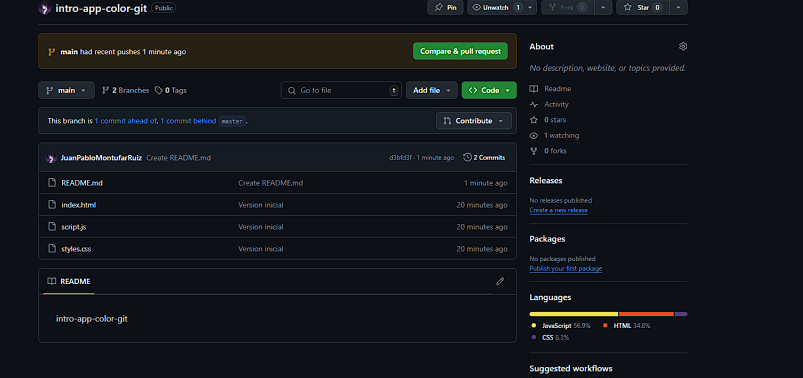 intro-app-color-git Public Pin Unwatch 1 Fork 0 Star 0
main had recent pushes 1 minute ago Compare & pull request
main 2 Branches 0 Tags Go to file t Add file Code
This branch is 1 commit ahead of, 1 commit behind master. Contribute
JuanPabloMontufarRuiz Create README.md d3bfd3f · 1 minute ago 2 Commits
README.md Create README.md 1 minute ago
index.html Version inicial 20 minutes ago
script.js Version inicial 20 minutes ago
styles.css Version inicial 20 minutes ago
README
intro-app-color-git
About
No description, website, or topics provided.
Readme
Activity
0 stars
1 watching
0 forks
Releases
No releases published
Create a new release
Packages
No packages published
Publish your first package
Languages
JavaScript 56.9% HTML 34.8%
CSS 8.3%
Suggested workflows